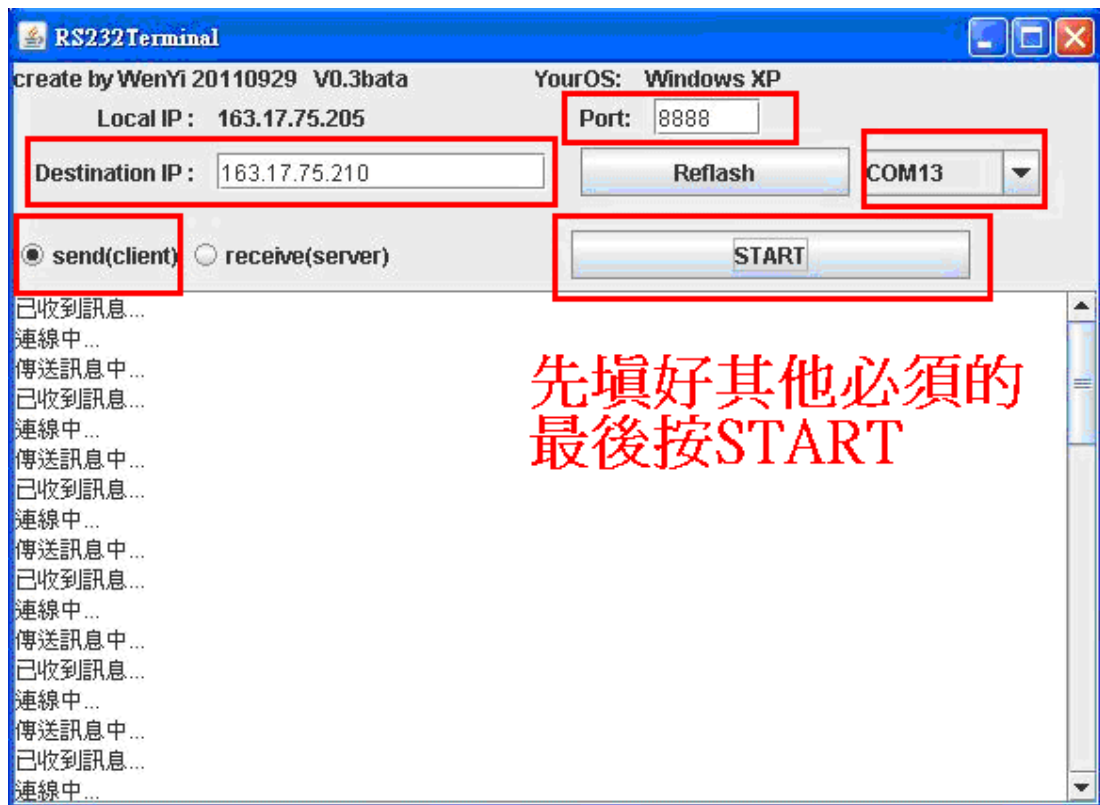 RS232Terminal
create by WenYi 20110929 V0.3bata YourOS: Windows XP
Local IP : 163.17.75.205 Port: 8888
Destination IP : 163.17.75.210 Reflash COM13
send(client) receive(server) START
已收到訊息...
連線中...
傳送訊息中...
已收到訊息...
連線中...
傳送訊息中...
已收到訊息...
連線中...
傳送訊息中...
已收到訊息...
連線中...
傳送訊息中...
已收到訊息...
連線中...
傳送訊息中...
已收到訊息...
連線中...
先填好其他必須的
最後按START